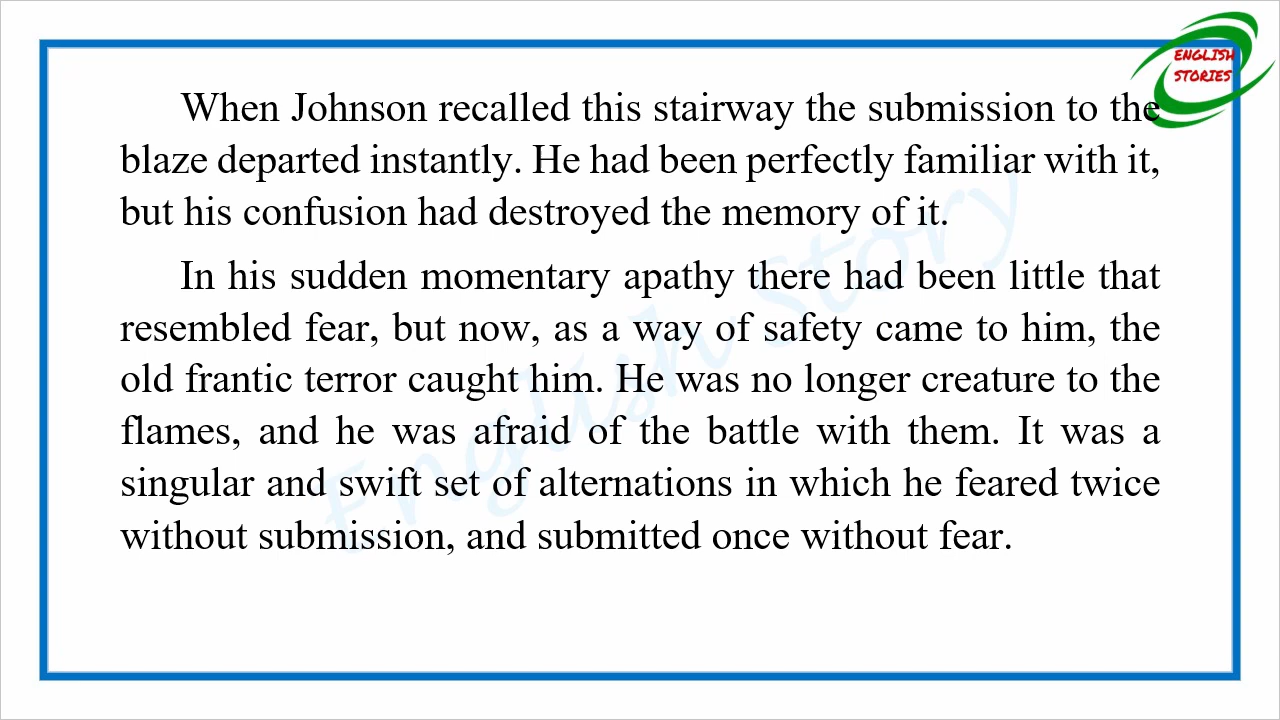 ENGLISH
STORIES
When Johnson recalled this stairway the submission to the
blaze departed instantly. He had been perfectly familiar with it,
but his confusion had destroyed the memory of it.
In his sudden momentary apathy there had been little that
resembled fear, but now, as a way of safety came to him, the
old frantic terror caught him. He was no longer creature to the
flames, and he was afraid of the battle with them. It was a
singular and swift set of alternations in which he feared twice
without submission, and submitted once without fear.
English Story